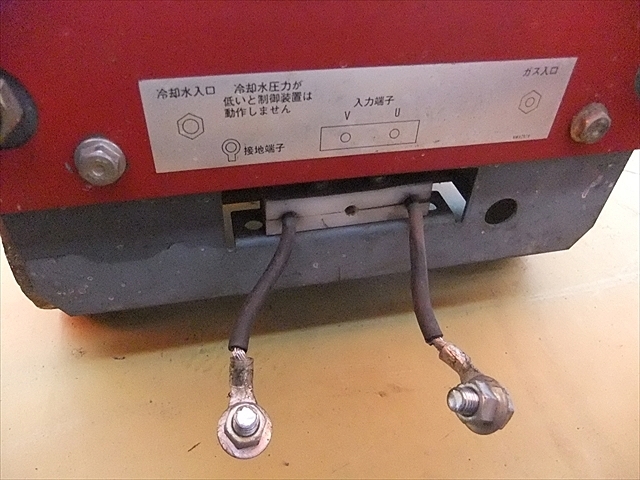 冷却水入口
冷却水圧力が
低いと制御装置は
動作しません
接地端子
入力端子
V U
ガス入口